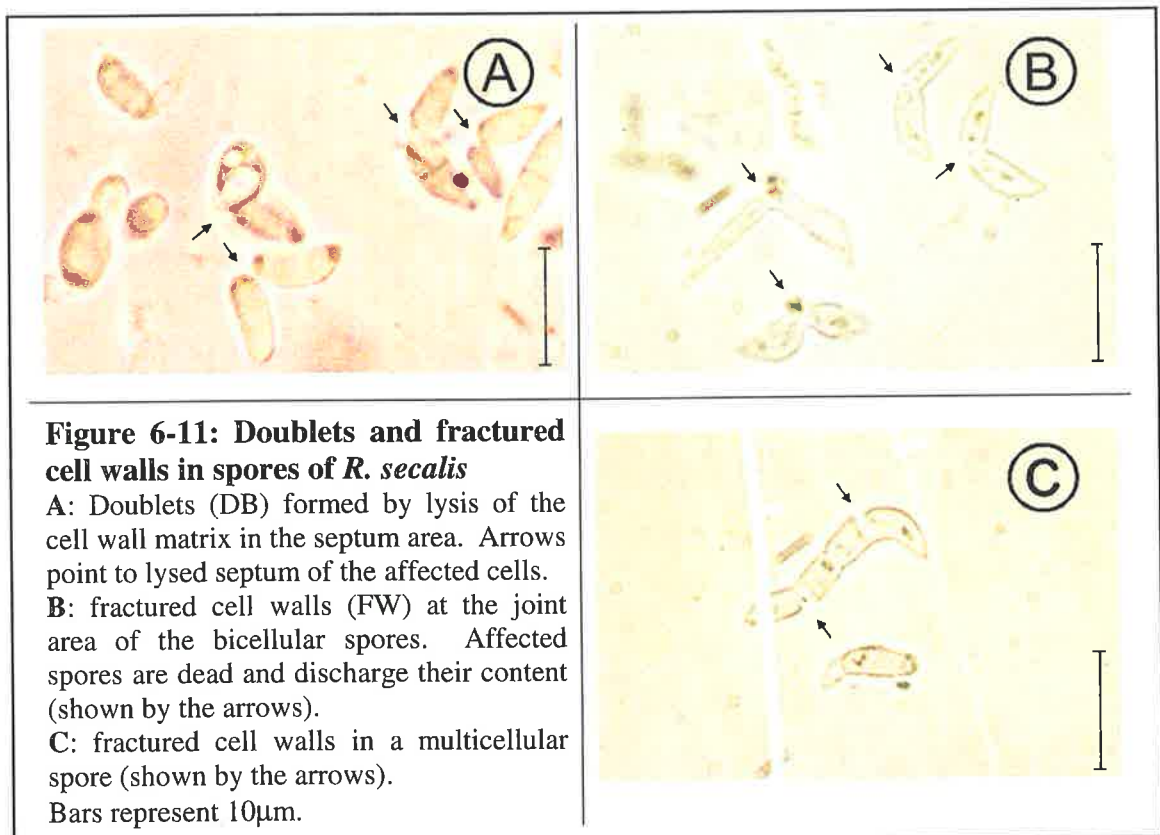 A
B
Figure 6-11: Doublets and fractured
cell walls in spores of R. secalis
A: Doublets (DB) formed by lysis of the
cell wall matrix in the septum area. Arrows
point to lysed septum of the affected cells.
B: fractured cell walls (FW) at the joint
area of the bicellular spores. Affected
spores are dead and discharge their content
(shown by the arrows).
C: fractured cell walls in a multicellular
spore (shown by the arrows).
Bars represent 10µm.
C